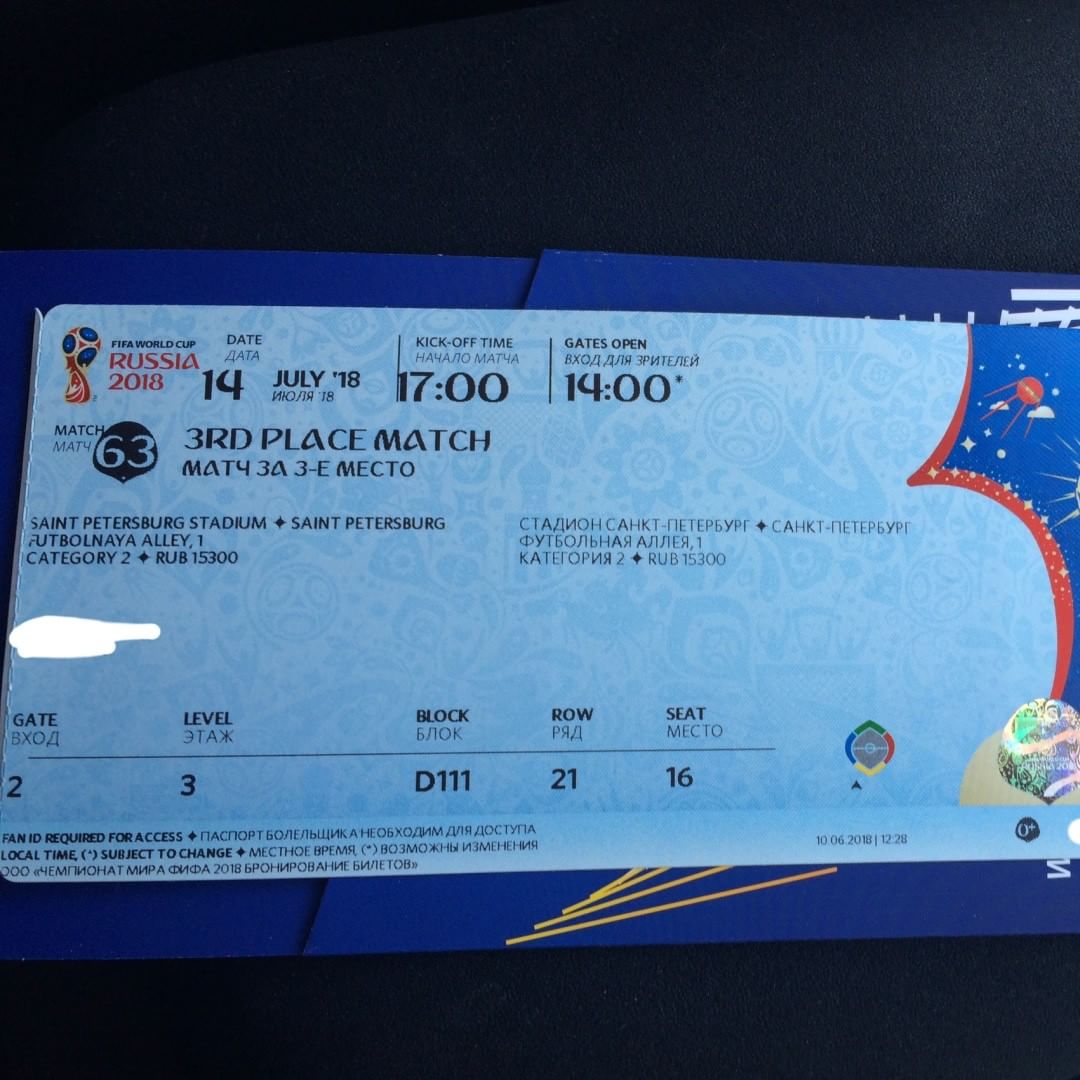 FIFA WORLD CUP
RUSSIA
2018
DATE
ДАТА
14 JULY '18
ИЮЛЯ '18
KICK-OFF TIME
НАЧАЛО МАТЧА
17:00
GATES OPEN
ВХОД ДЛЯ ЗРИТЕЛЕЙ
14:00*
MATCH
МАТЧ
63
3RD PLACE MATCH
МАТЧ ЗА 3-Е МЕСТО
SAINT PETERSBURG STADIUM ✦ SAINT PETERSBURG
FUTBOLNAYA ALLEY, 1
CATEGORY 2 ✦ RUB 15300
СТАДИОН САНКТ-ПЕТЕРБУРГ ✦ САНКТ-ПЕТЕРБУРГ
ФУТБОЛЬНАЯ АЛЛЕЯ,1
КАТЕГОРИЯ 2 ✦ RUB 15300
GATE LEVEL BLOCK ROW SEAT
ВХОД ЭТАЖ БЛОК РЯД МЕСТО
2 3 D111 21 16
FAN ID REQUIRED FOR ACCESS ✦ ПАСПОРТ БОЛЕЛЬЩИКА НЕОБХОДИМ ДЛЯ ДОСТУПА
LOCAL TIME, (*) SUBJECT TO CHANGE ✦ МЕСТНОЕ ВРЕМЯ, (*) ВОЗМОЖНЫ ИЗМЕНЕНИЯ
ООО «ЧЕМПИОНАТ МИРА ФИФА 2018 БРОНИРОВАНИЕ БИЛЕТОВ»
10.06.2018 | 12:28
0+